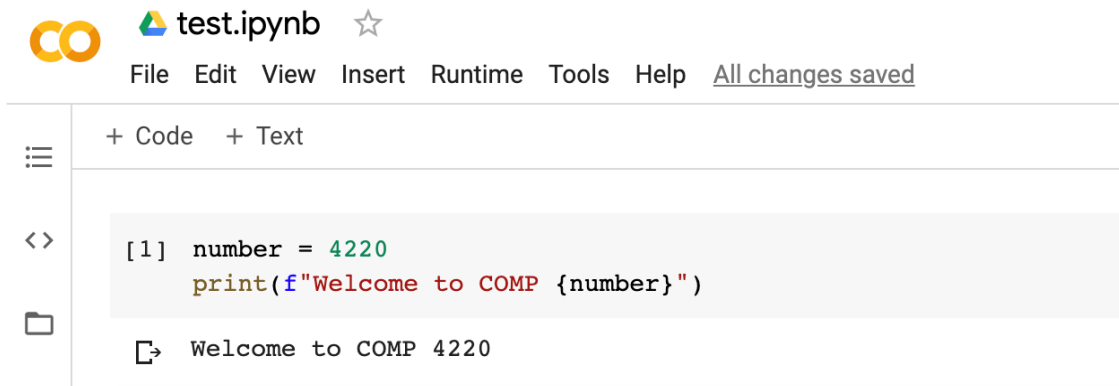 test.ipynb
File Edit View Insert Runtime Tools Help All changes saved
+ Code + Text
[1] number = 4220
print(f"Welcome to COMP {number}")
Welcome to COMP 4220